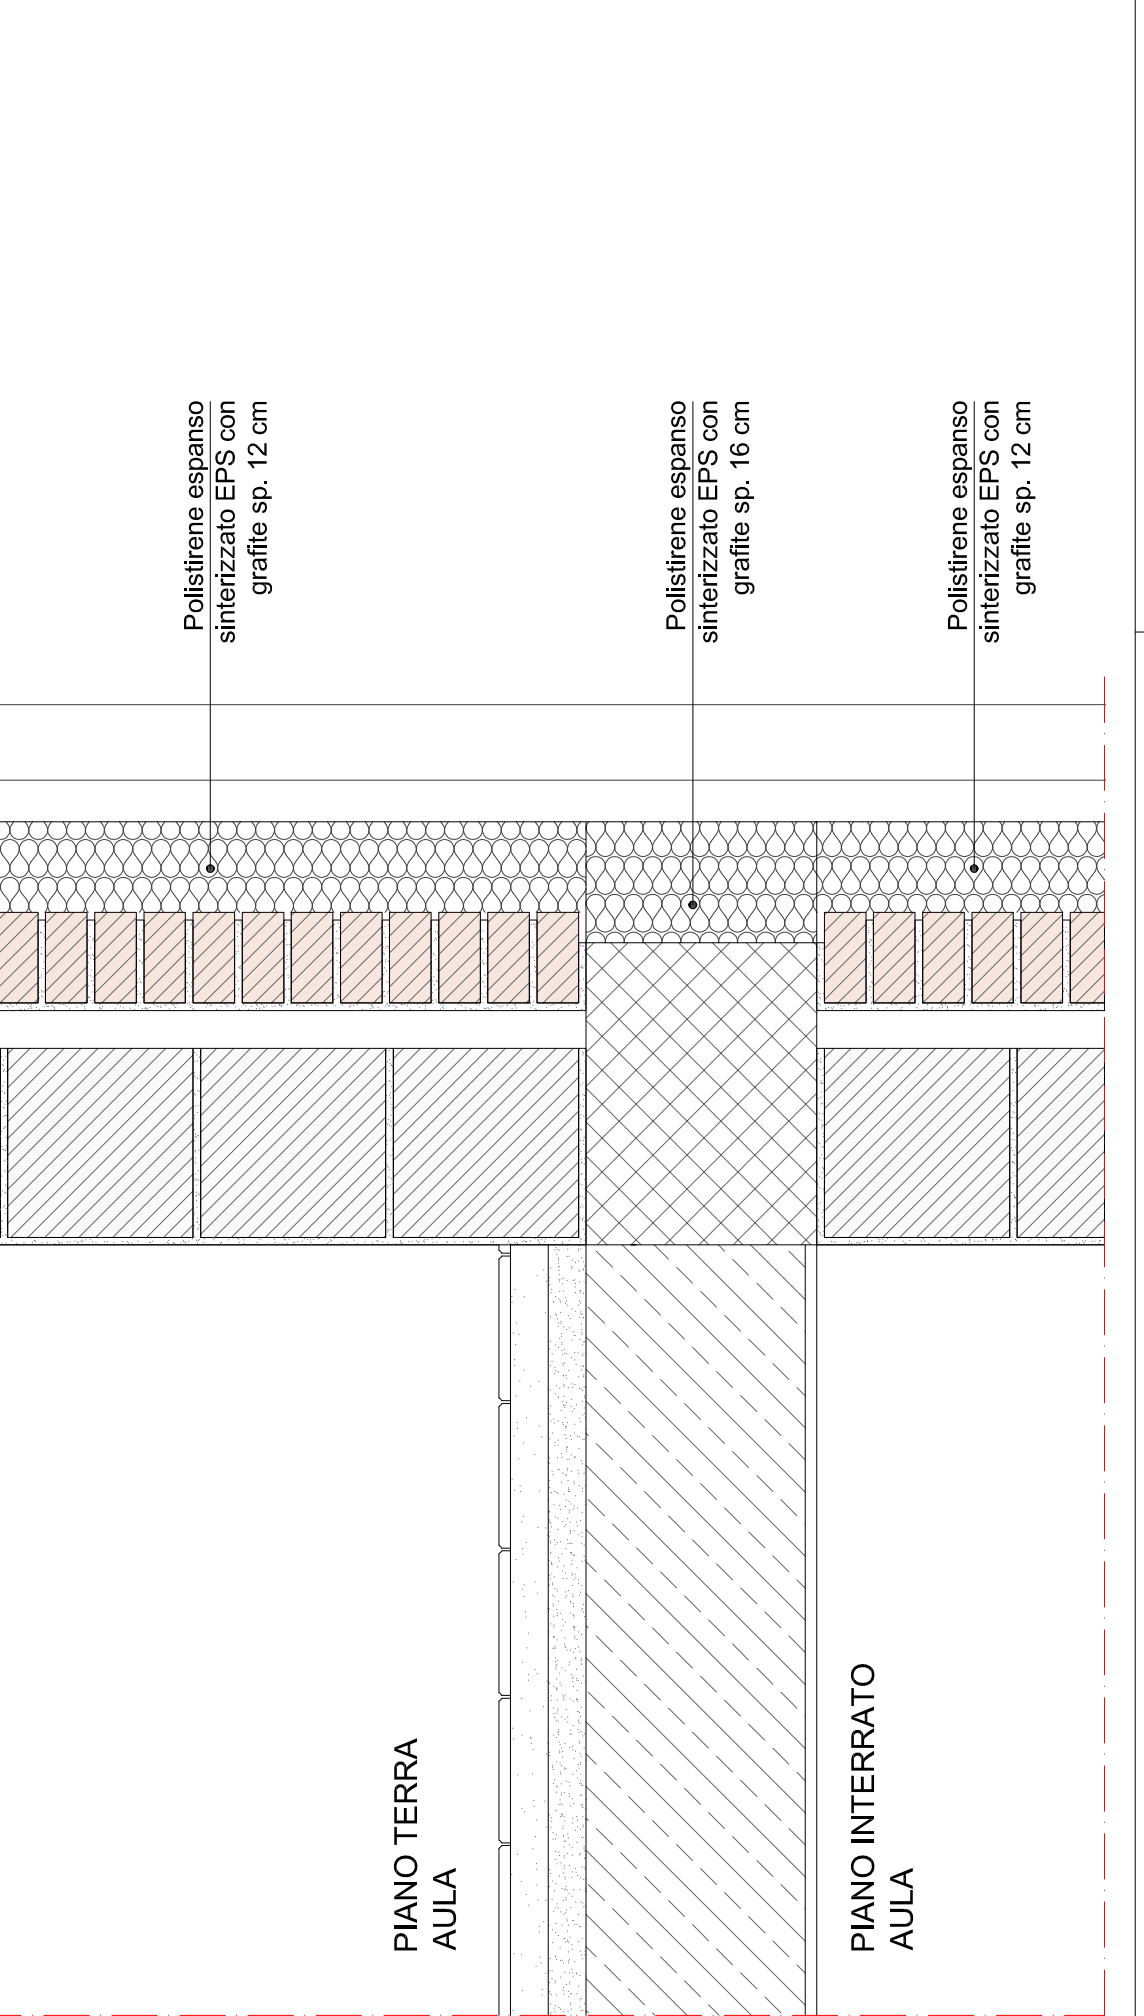 Polistirene espanso
sinterizzato EPS con
grafite sp. 12 cm
Polistirene espanso
sinterizzato EPS con
grafite sp. 16 cm
Polistirene espanso
sinterizzato EPS con
grafite sp. 12 cm
PIANO TERRA
AULA
PIANO INTERRATO
AULA